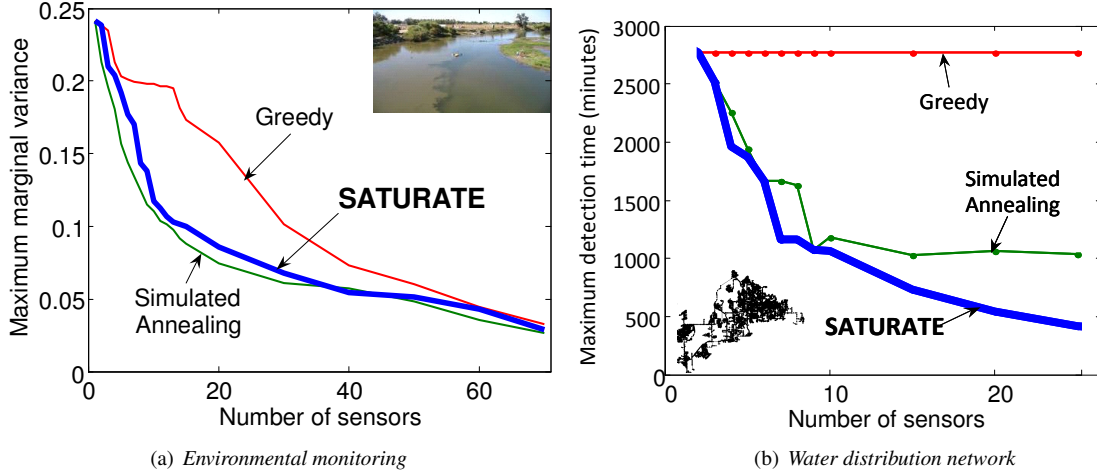 0.25
0.2
0.15
0.1
0.05
0
0
20
40
60
Maximum marginal variance
Number of sensors
Greedy
SATURATE
Simulated
Annealing
(a) Environmental monitoring
3000
2500
2000
1500
1000
500
0
0
10
20
Maximum detection time (minutes)
Number of sensors
Greedy
Simulated
Annealing
SATURATE
(b) Water distribution network